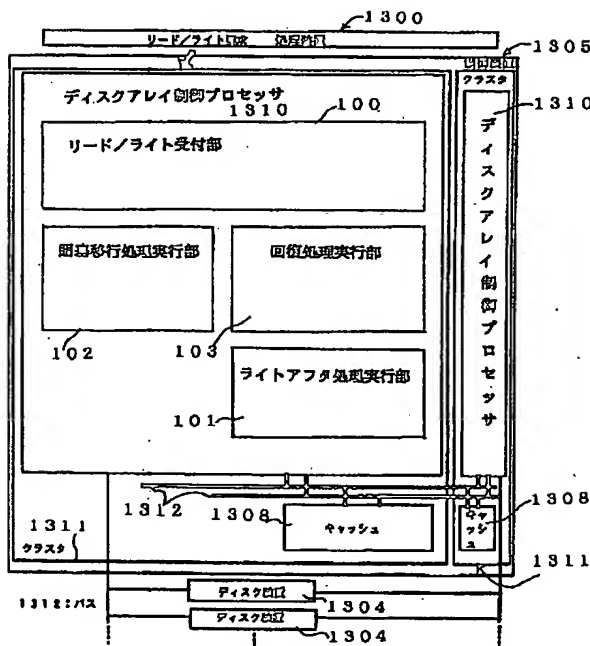 1300
リード/ライト 処理装置
1305
クラスタ
ディスクアレイ制御プロセッサ
1310
100
1310
リード/ライト受付部
ディスクアレイ制御プロセッサ
移行処理実行部
回復処理実行部
102
103
ライトアフタ処理実行部
101
1312
1308
キャッシュ
1308
キャッシュ
1311
クラスタ
1311
1312:バス
ディスク装置
1304
ディスク装置
1304